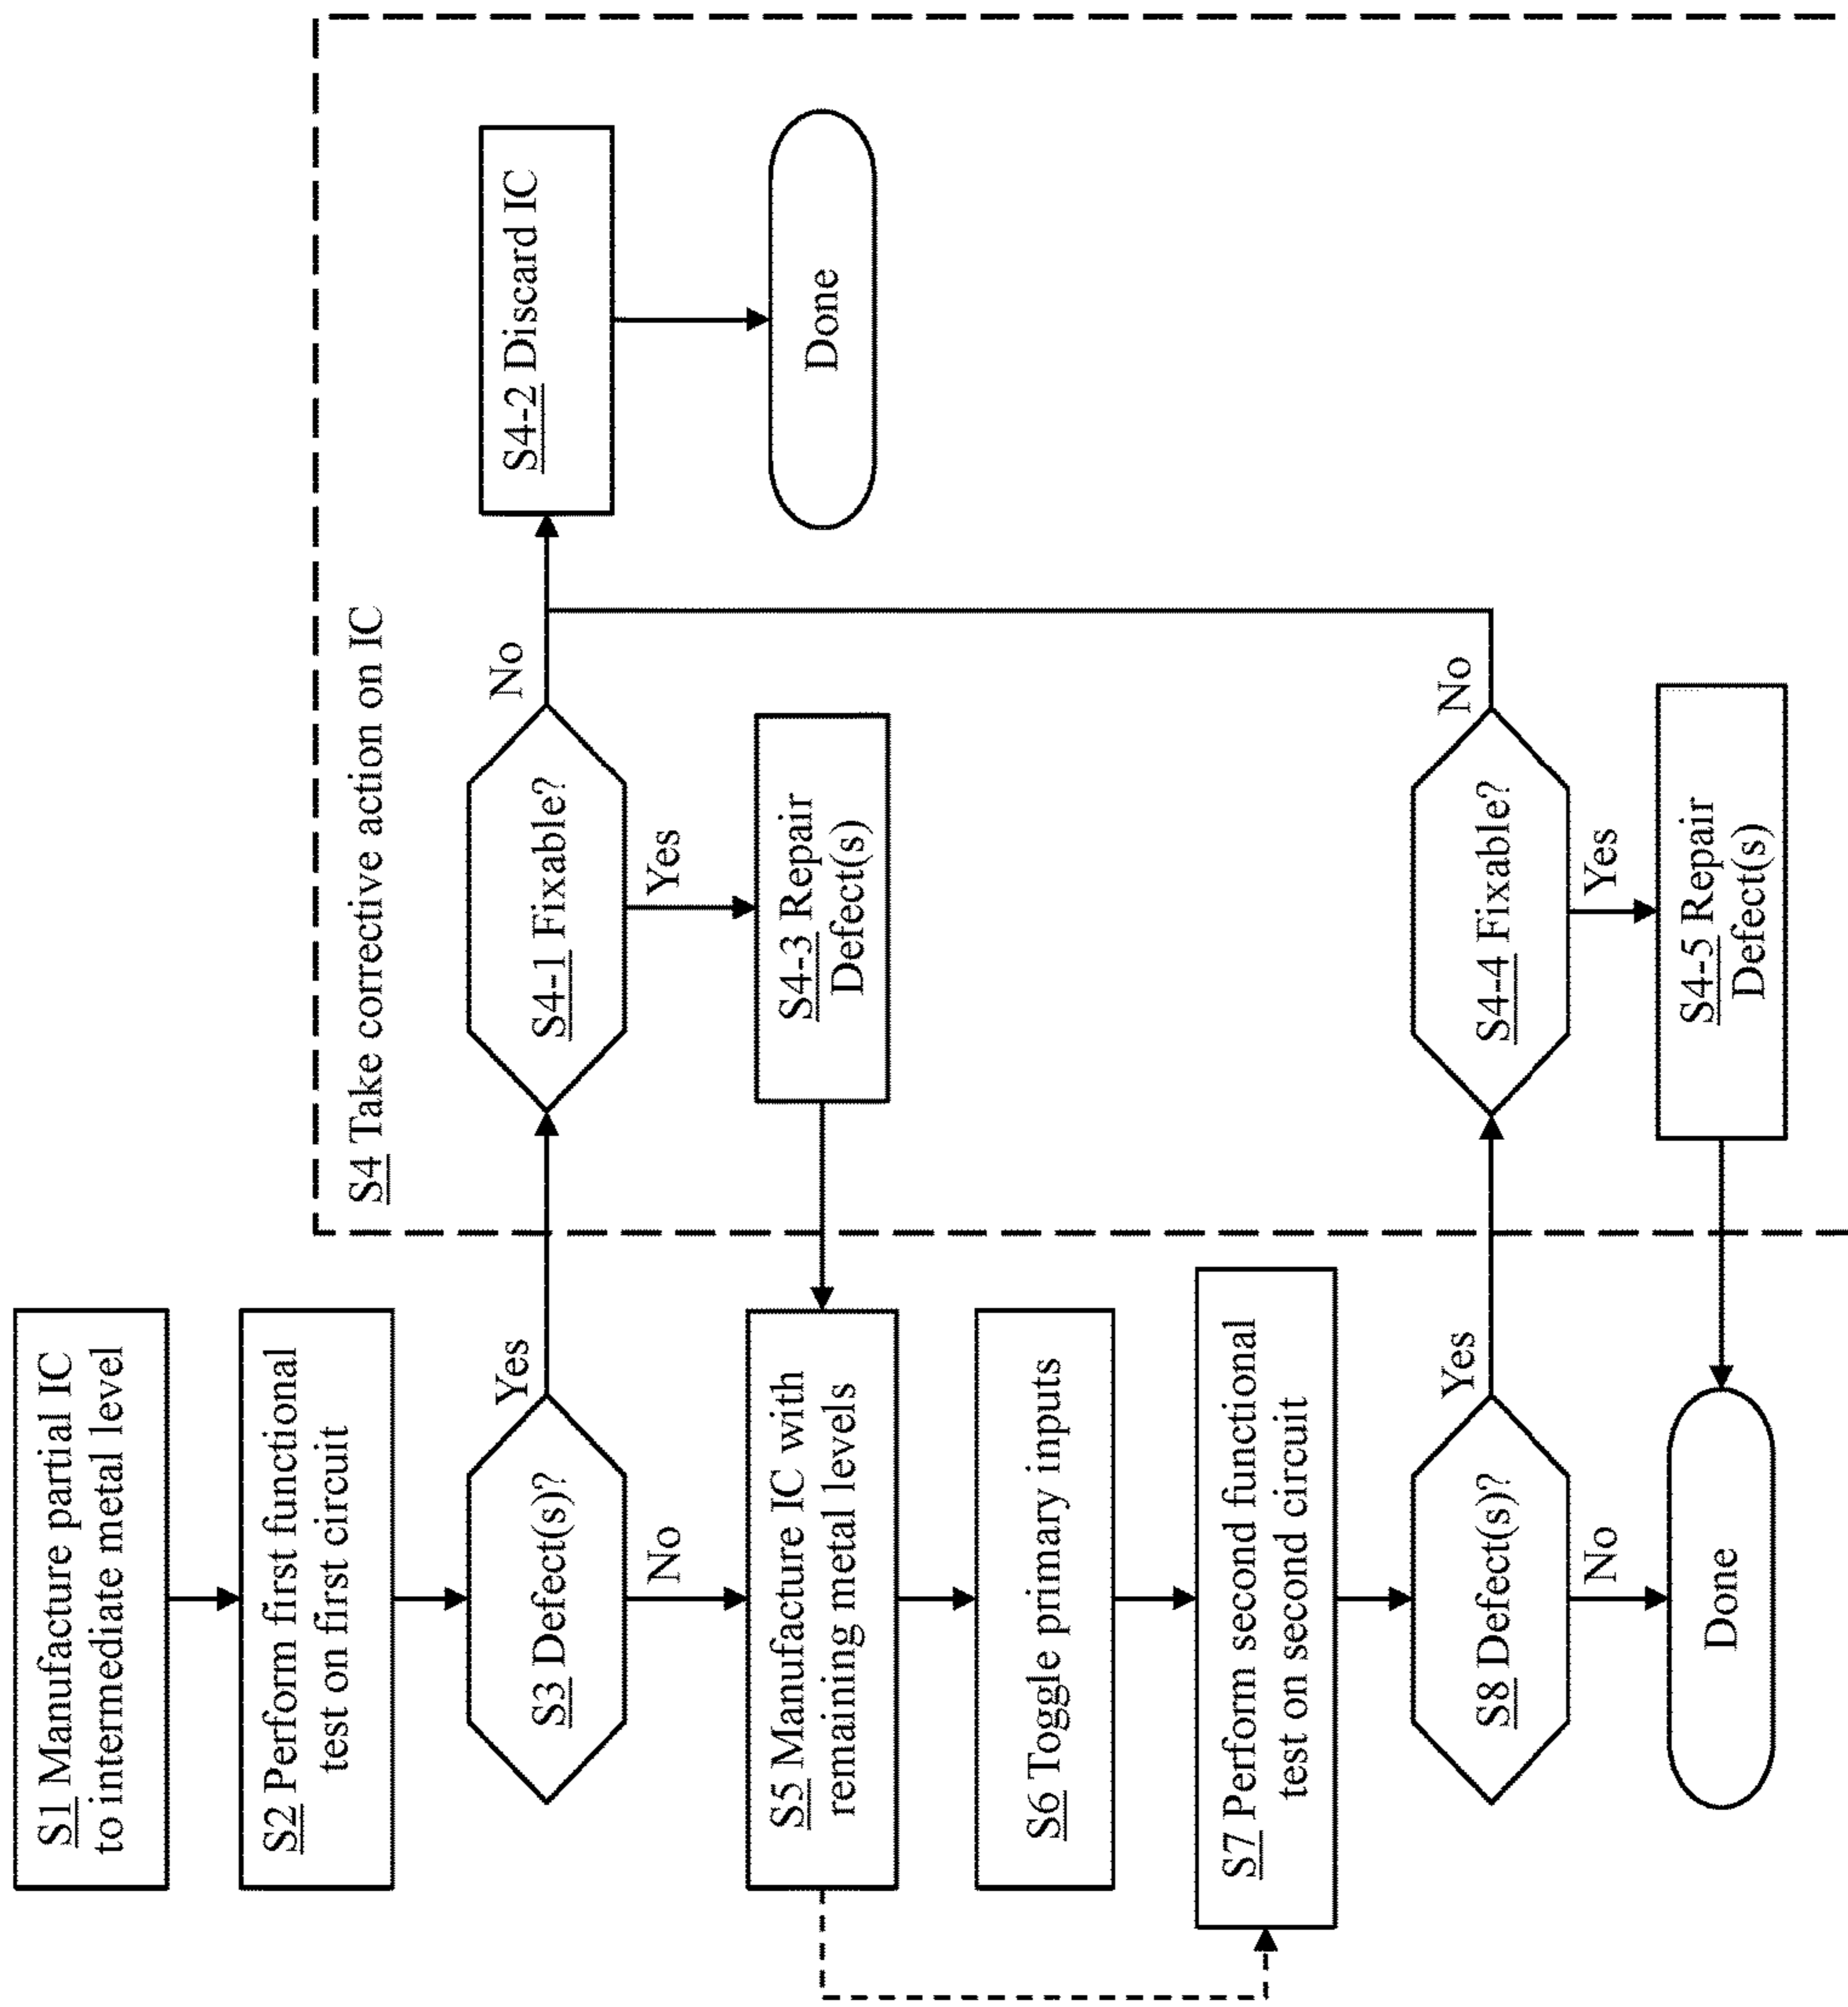 S1 Manufacture partial IC
to intermediate metal level
S2 Perform first functional
test on first circuit
S3 Defect(s)?
Yes
No
S4 Take corrective action on IC
S4-1 Fixable?
No
Yes
S4-2 Discard IC
Done
S4-3 Repair
Defect(s)
S5 Manufacture IC with
remaining metal levels
S6 Toggle primary inputs
S7 Perform second functional
test on second circuit
S8 Defect(s)?
Yes
No
S4-4 Fixable?
No
Yes
S4-5 Repair
Defect(s)
Done